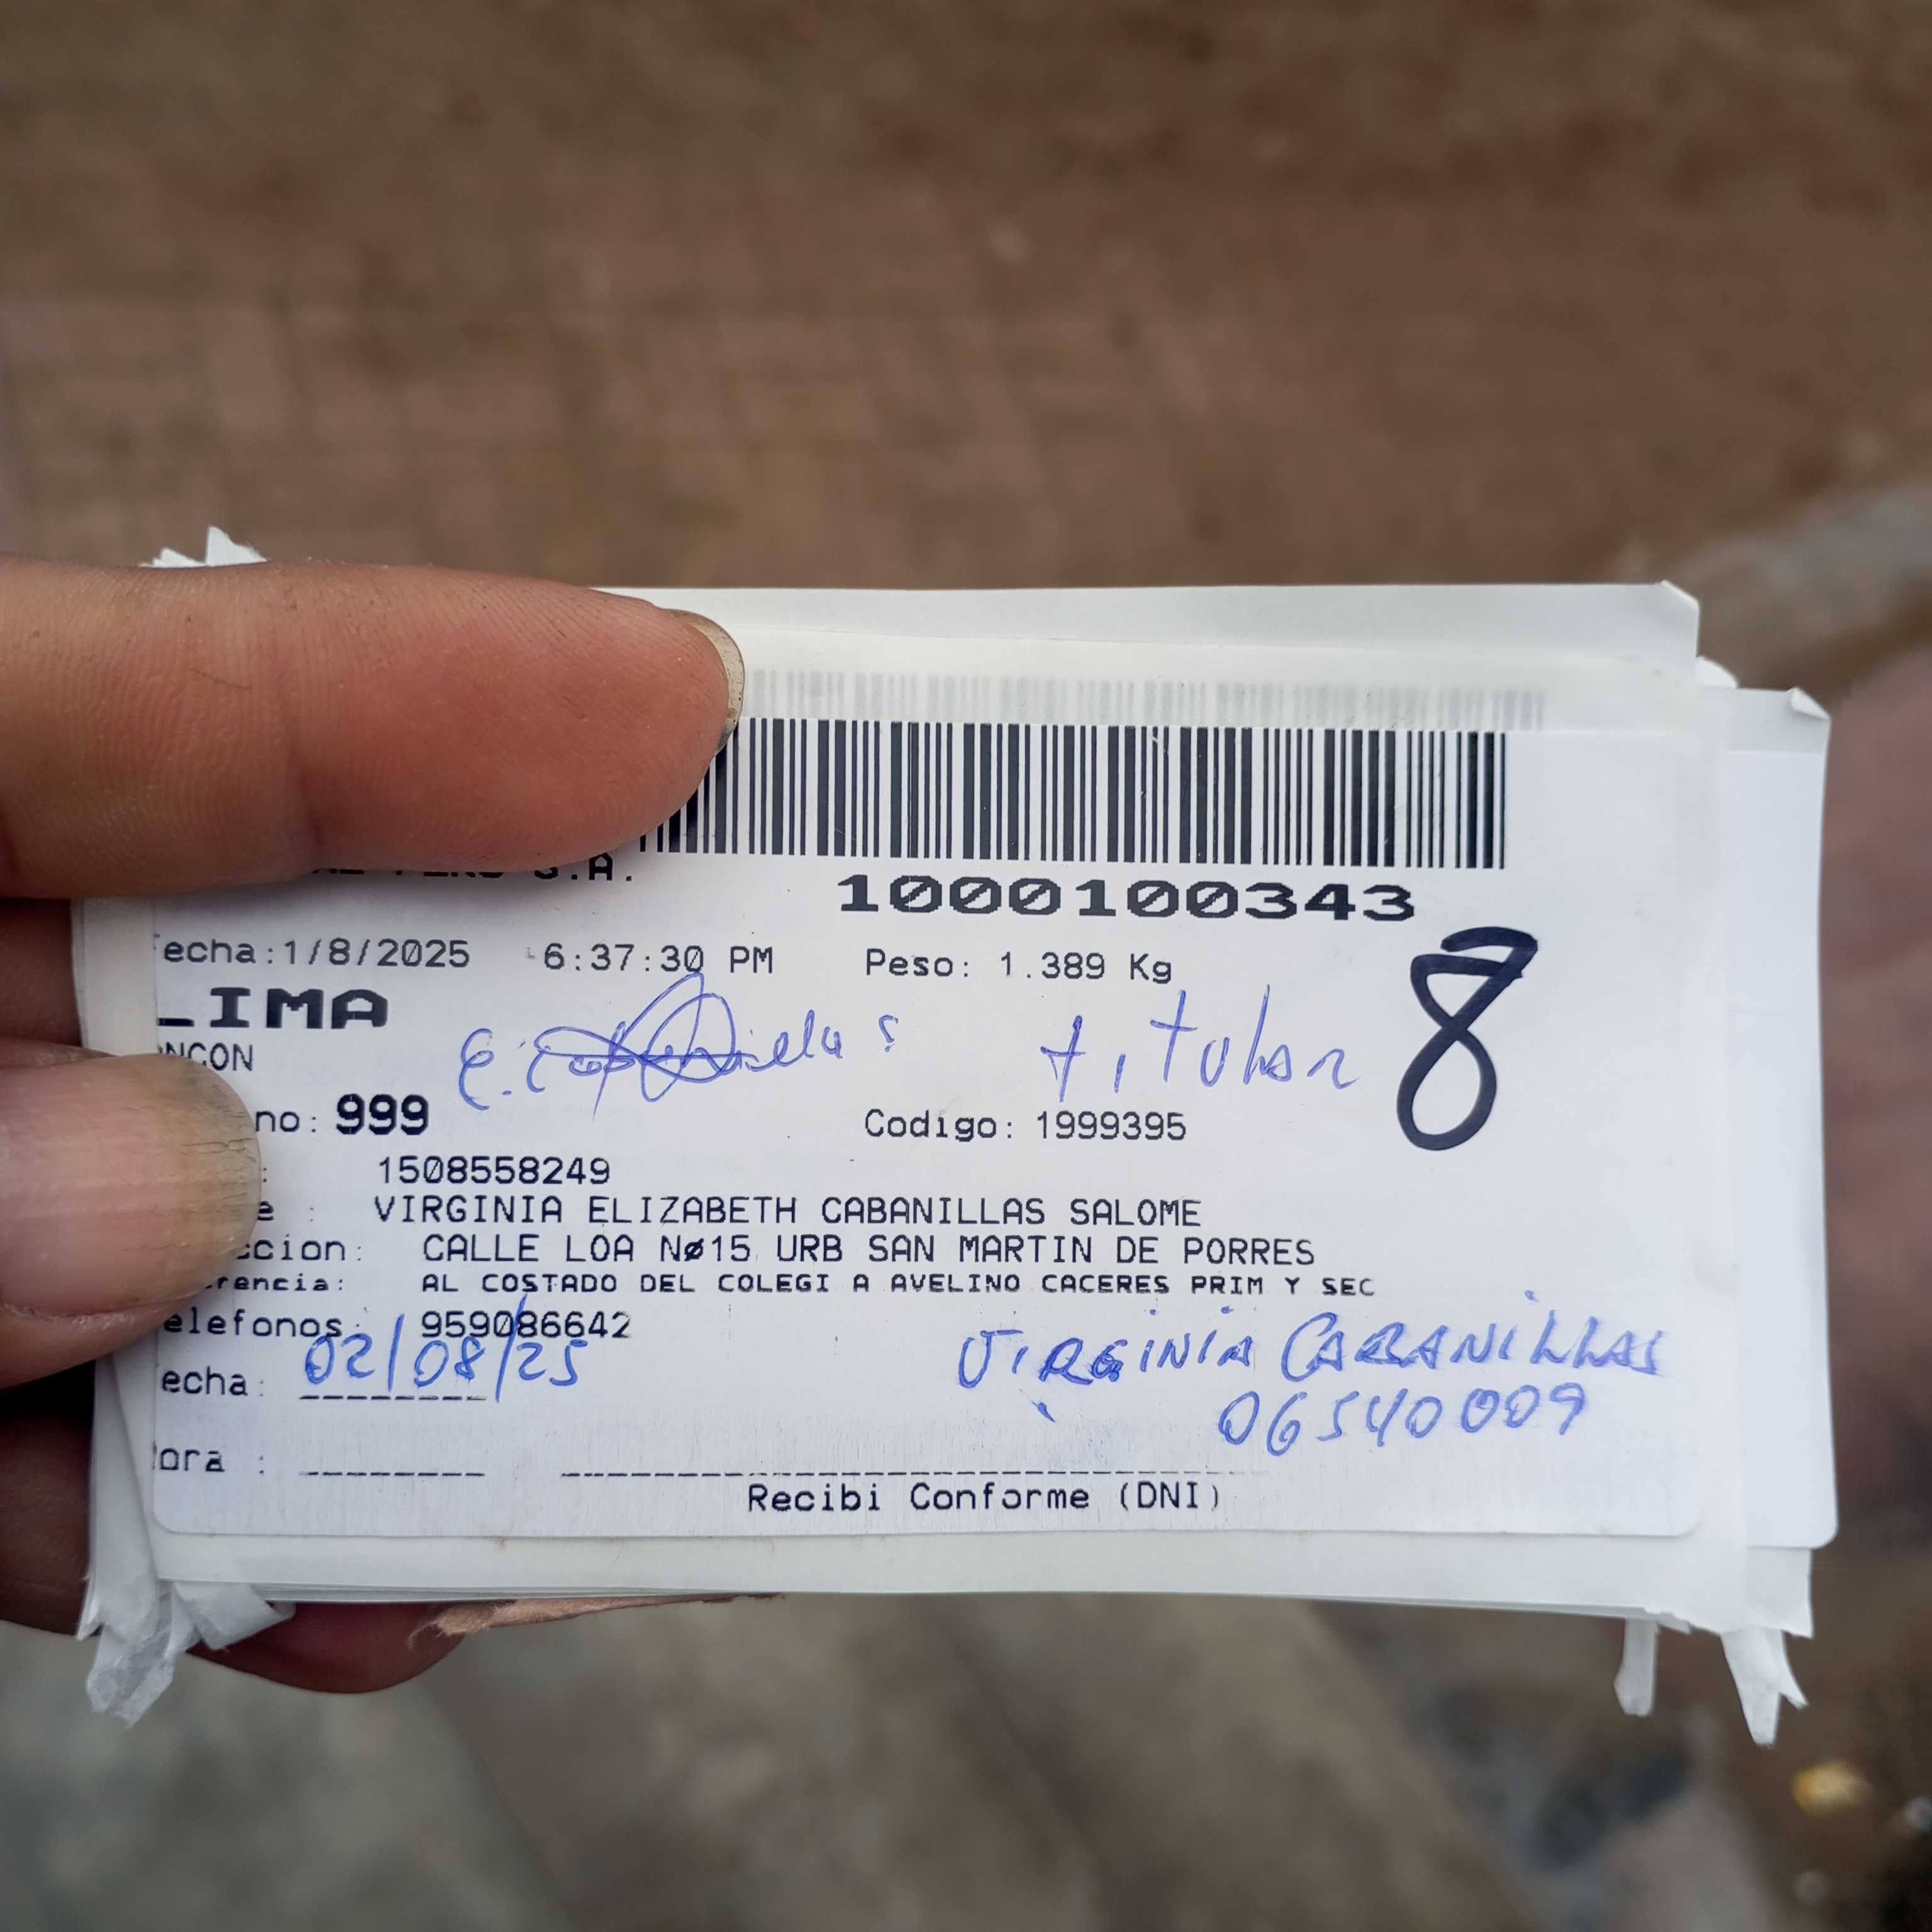 S.A.
1000100343
echa:1/8/2025 6:37:30 PM Peso: 1.389 Kg
IMA
NCON
titular
8
no: 999 Codigo: 1999395
: 1508558249
e : VIRGINIA ELIZABETH CABANILLAS SALOME
ccion: CALLE LOA Nø15 URB SAN MARTIN DE PORRES
rencia: AL COSTADO DEL COLEGI A AVELINO CACERES PRIM Y SEC
elefonos: 959086642
echa: 02/08/25
VIRGINIA CABANILLAS
06540009
ora :
Recibi Conforme (DNI)